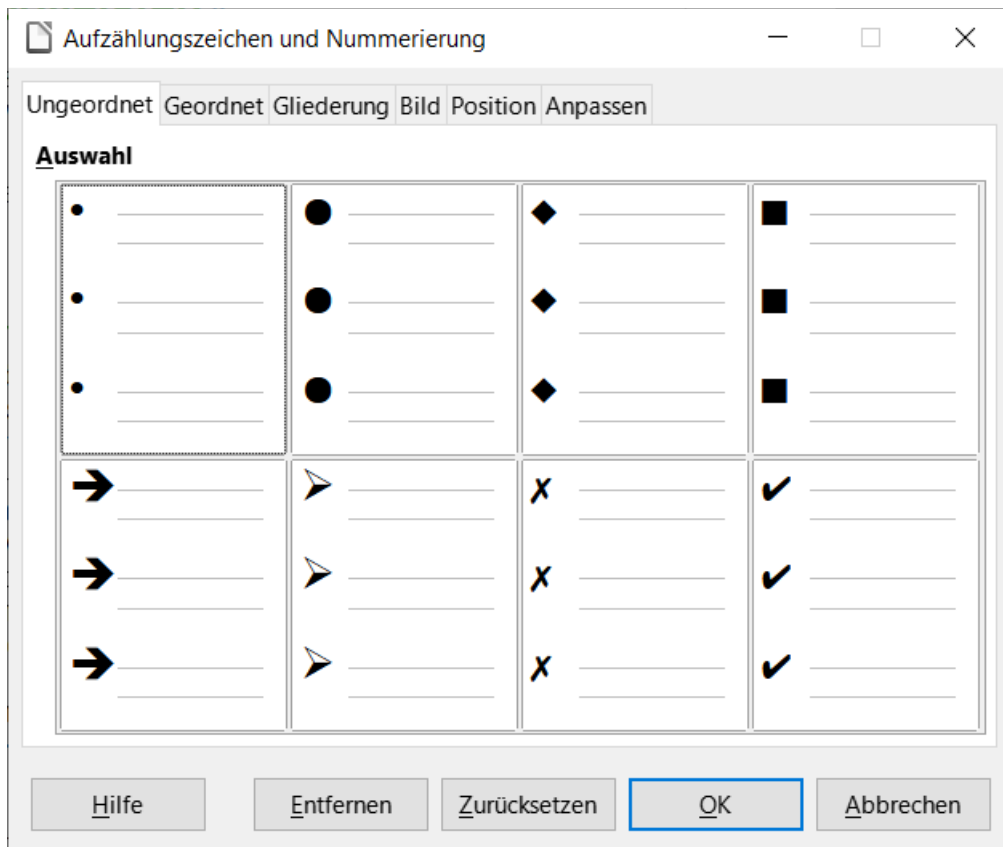 Aufzählungszeichen und Nummerierung
Ungeordnet Geordnet Gliederung Bild Position Anpassen
Auswahl
Hilfe Entfernen Zurücksetzen OK Abbrechen